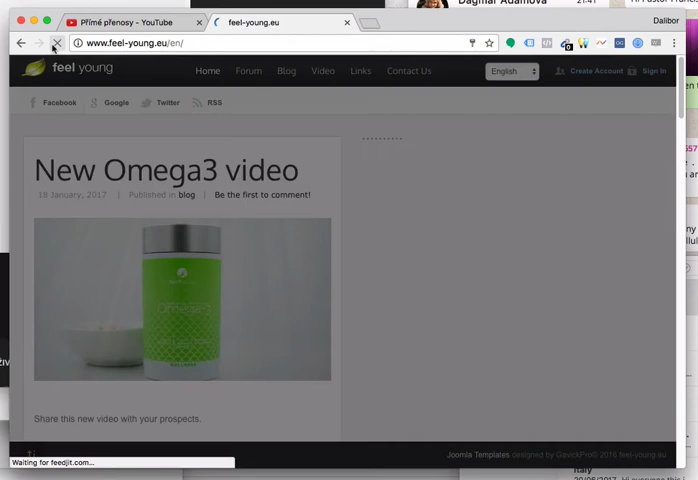 Dagmar Adamova
21:41
Přímé přenosy - YouTube
feel-young.eu
Dalibor
www.feel-young.eu/en/
feel young
Home
Forum
Blog
Video
Links
Contact Us
English
Create Account
Sign In
Facebook
Google
Twitter
RSS
New Omega3 video
18 January, 2017 | Published in blog | Be the first to comment!
WELLNESS
Share this new video with your prospects.
Joomla Templates designed by GavickPro© 2016 feel-young.eu
Waiting for feedjit.com...
Italy